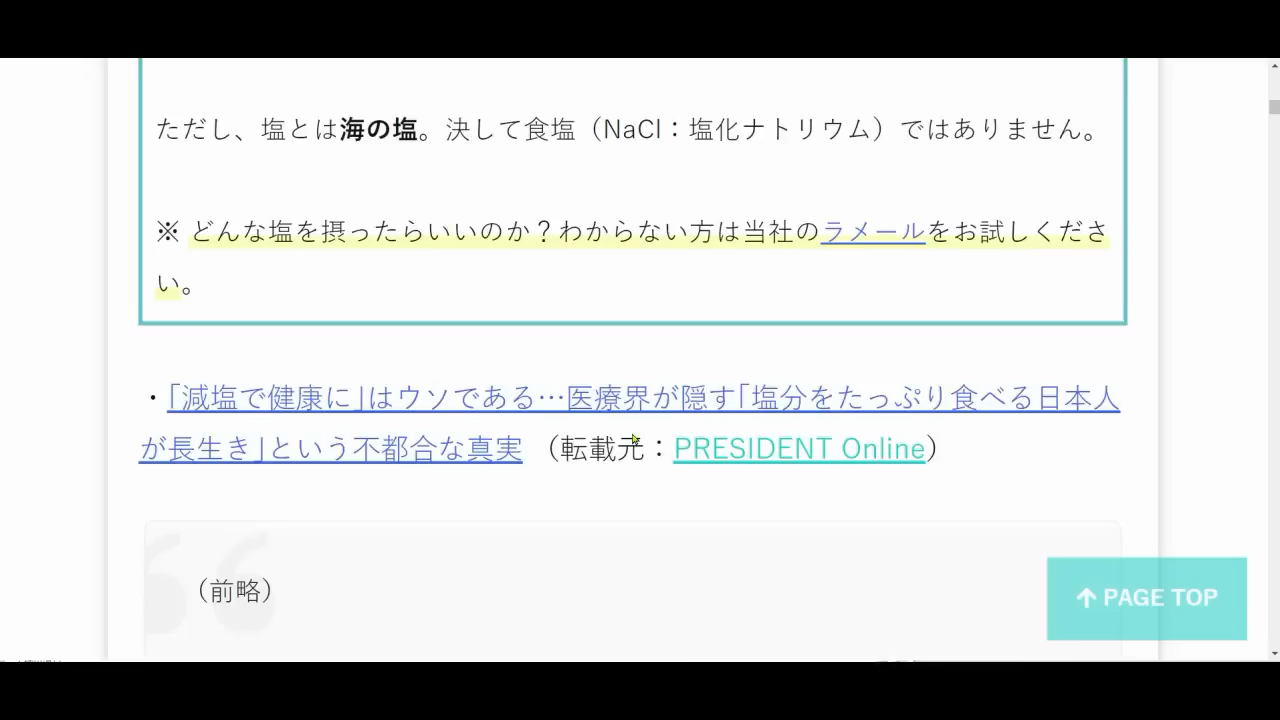 ただし、塩とは海の塩。決して食塩（NaCl：塩化ナトリウム）ではありません。
※ どんな塩を摂ったらいいのか？わからない方は当社のラメールをお試しくださ
い。
・「減塩で健康に」はウソである…医療界が隠す「塩分をたっぷり食べる日本人
が長生き」という不都合な真実 （転載元：PRESIDENT Online）
（前略）
↑ PAGE TOP